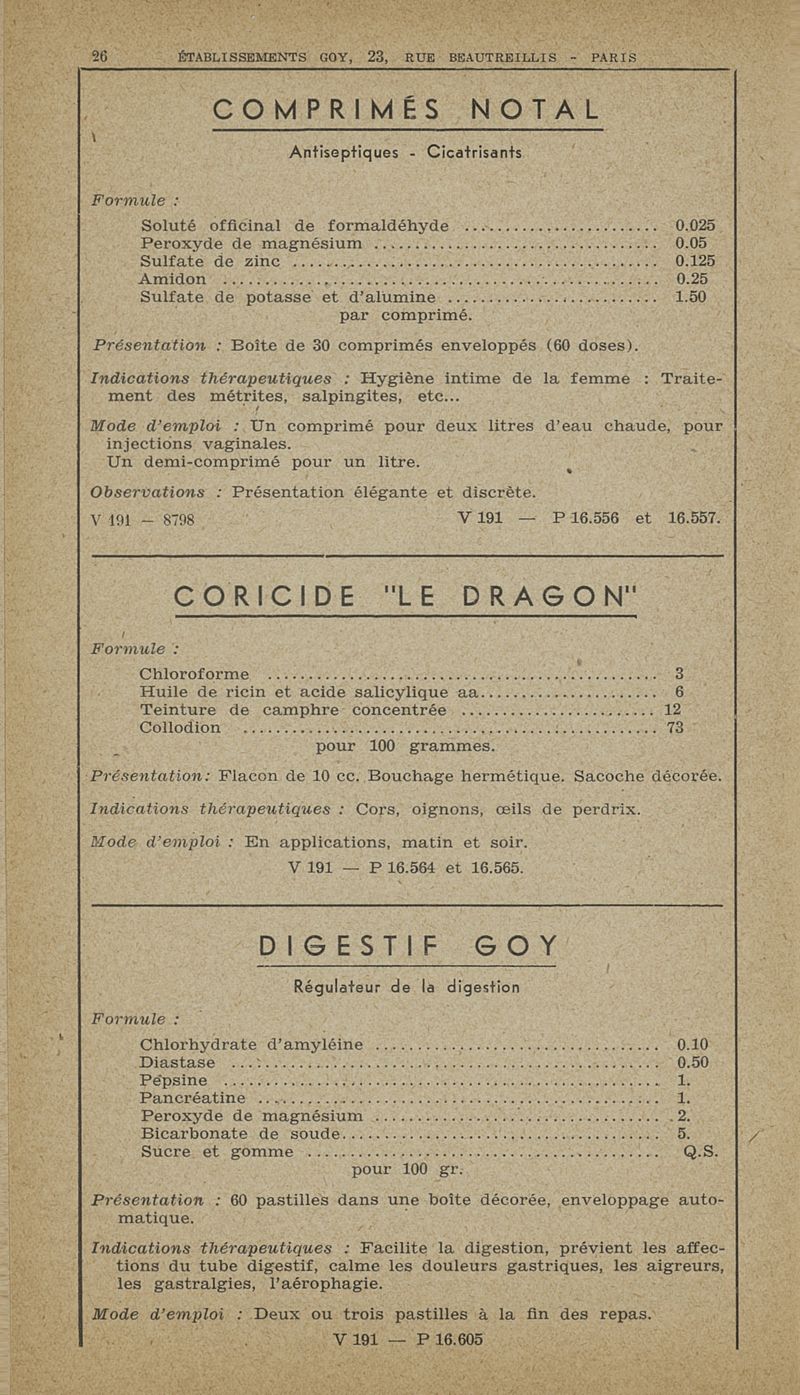 26 ÉTABLISSEMENTS GOY, 23, RUE BEAUTREILLIS - PARIS
COMPRIMÉS NOTAL
Antiseptiques - Cicatrisants
Formule :
Soluté officinal de formaldéhyde ........................ 0.025
Peroxyde de magnésium ................................... 0.05
Sulfate de zinc ............................................. 0.125
Amidon ...................................................... 0.25
Sulfate de potasse et d'alumine .......................... 1.50
par comprimé.
Présentation : Boîte de 30 comprimés enveloppés (60 doses).
Indications thérapeutiques : Hygiène intime de la femme : Traite-
ment des métrites, salpingites, etc...
Mode d'emploi : Un comprimé pour deux litres d'eau chaude, pour
injections vaginales.
Un demi-comprimé pour un litre.
Observations : Présentation élégante et discrète.
V 191 - 8798 V 191 — P 16.556 et 16.557.
CORICIDE "LE DRAGON"
Formule :
Chloroforme ................................................ 3
Huile de ricin et acide salicylique aa...................... 6
Teinture de camphre concentrée ........................ 12
Collodion ................................................... 73
pour 100 grammes.
Présentation: Flacon de 10 cc. Bouchage hermétique. Sacoche décorée.
Indications thérapeutiques : Cors, oignons, œils de perdrix.
Mode d'emploi : En applications, matin et soir.
V 191 — P 16.564 et 16.565.
DIGESTIF GOY
Régulateur de la digestion
Formule :
Chlorhydrate d'amyléine ................................... 0.10
Diastase ..................................................... 0.50
Pepsine ...................................................... 1.
Pancréatine .................................................. 1.
Peroxyde de magnésium ..................................... 2.
Bicarbonate de soude........................................ 5.
Sucre et gomme ............................................ Q.S.
pour 100 gr.
Présentation : 60 pastilles dans une boîte décorée, enveloppage auto-
matique.
Indications thérapeutiques : Facilite la digestion, prévient les affec-
tions du tube digestif, calme les douleurs gastriques, les aigreurs,
les gastralgies, l'aérophagie.
Mode d'emploi : Deux ou trois pastilles à la fin des repas.
V 191 — P 16.605